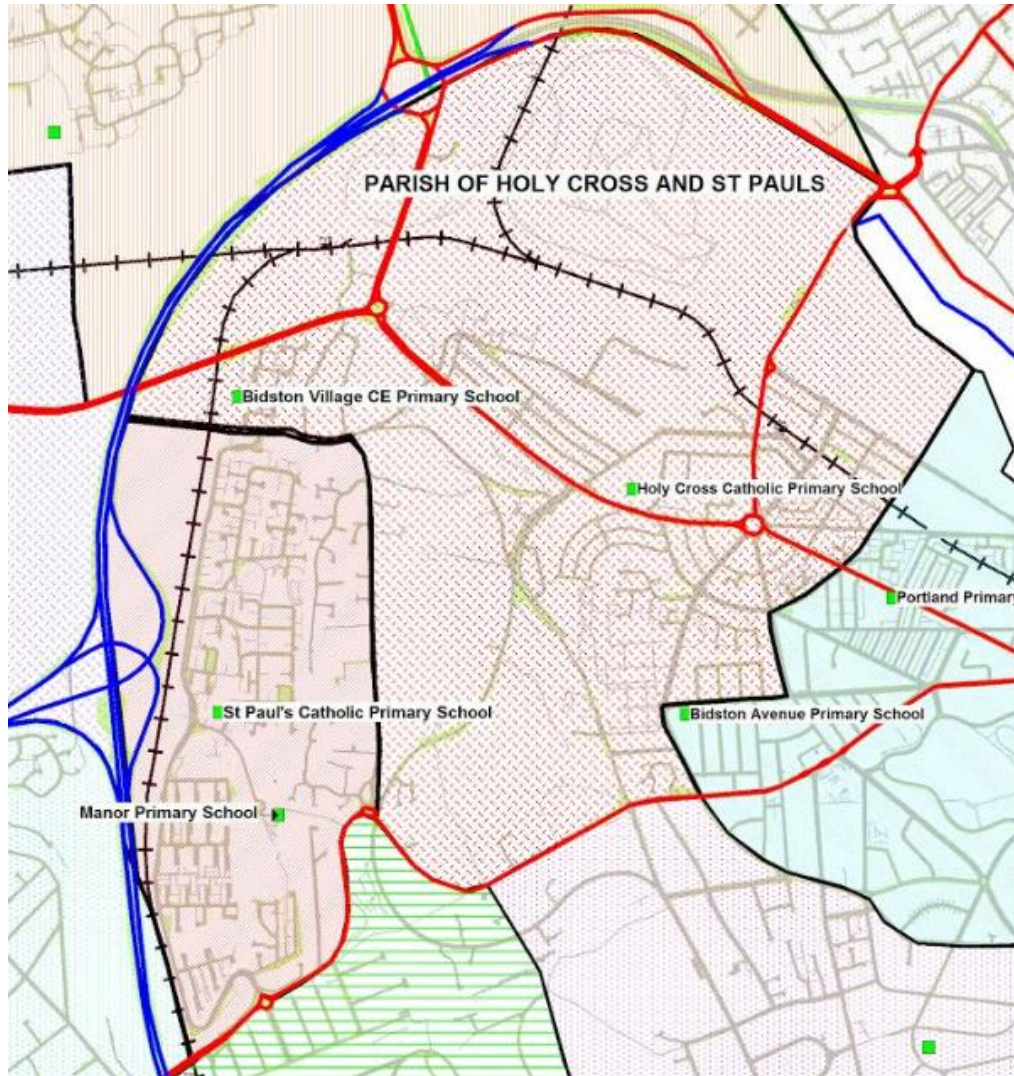 PARISH OF HOLY CROSS AND ST PAULS
Bidston Village CE Primary School
Holy Cross Catholic Primary School
Portland Primary
St Paul's Catholic Primary School
Bidston Avenue Primary School
Manor Primary School